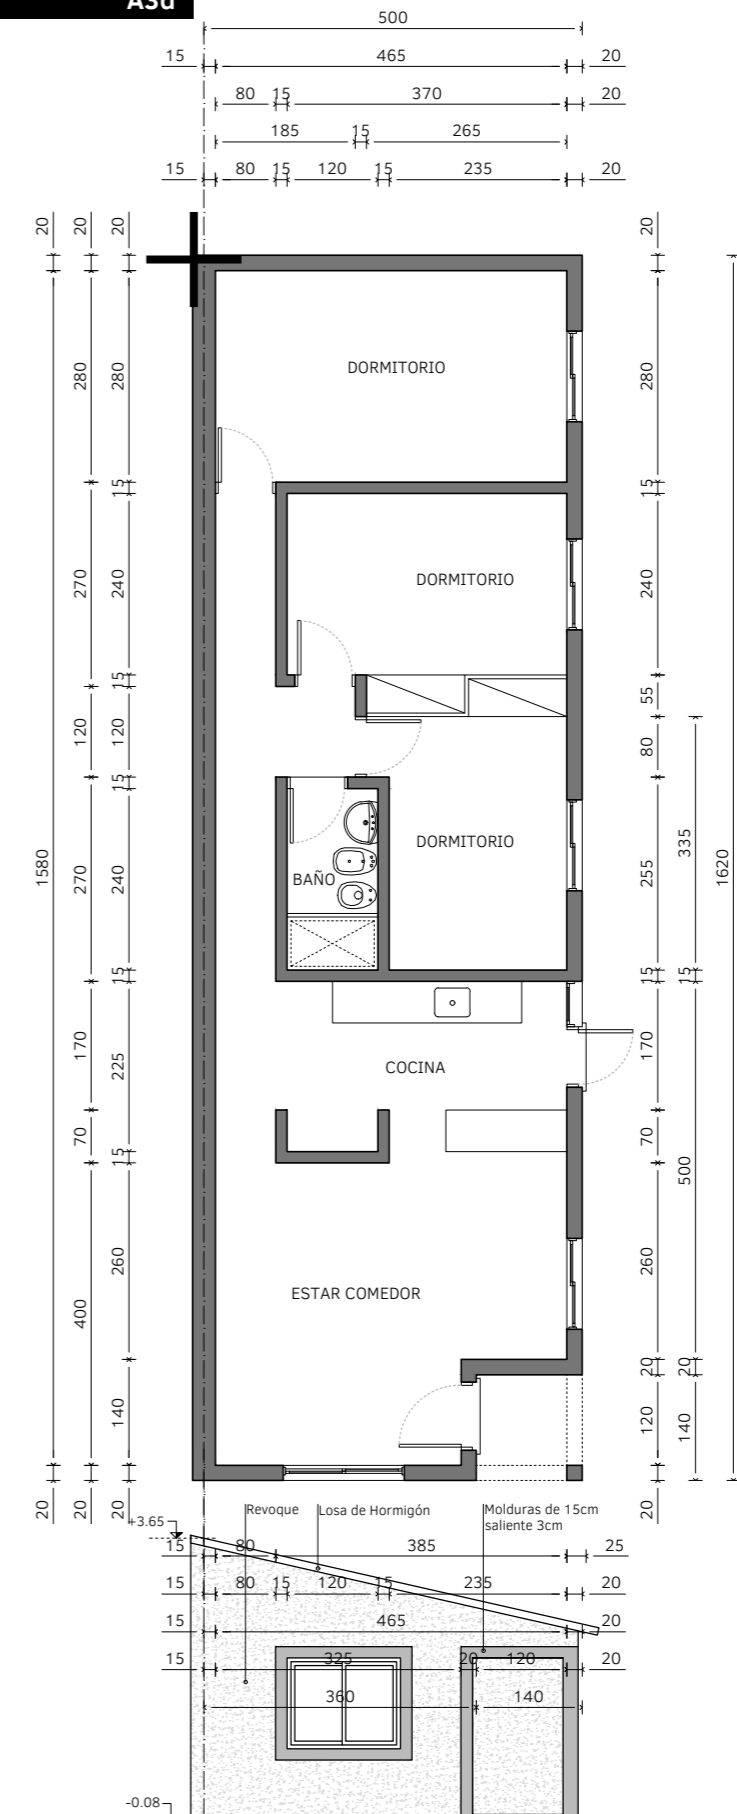 A3d
500
15 465 20
80 15 370 20
185 15 265
15 80 15 120 15 235 20
20 20 20 20
DORMITORIO
280 280 280
15 15
DORMITORIO
270 240 240
15 55
120 120 80
15
DORMITORIO
1580 270 240 255 335 1620
BAÑO
15 15 15
COCINA
170 225 170
70 15 70
500
ESTAR COMEDOR
400 260 260
20 20
140 120 140
20 20 20 20
Revoque
Losa de Hormigón
Molduras de 15cm
saliente 3cm
+3.65
15 80 385 25
15 80 15 120 15 235 20
15 465 20
15 325 20 120 20
360 140
-0.08